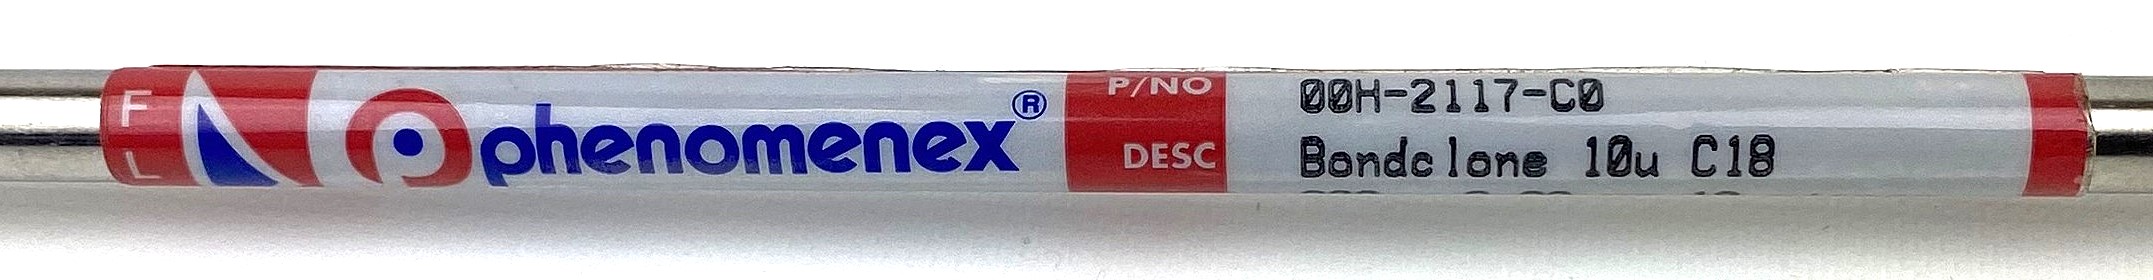 F
L
phenomenex®
P/NO 00H-2117-C0
DESC Bondclone 10u C18